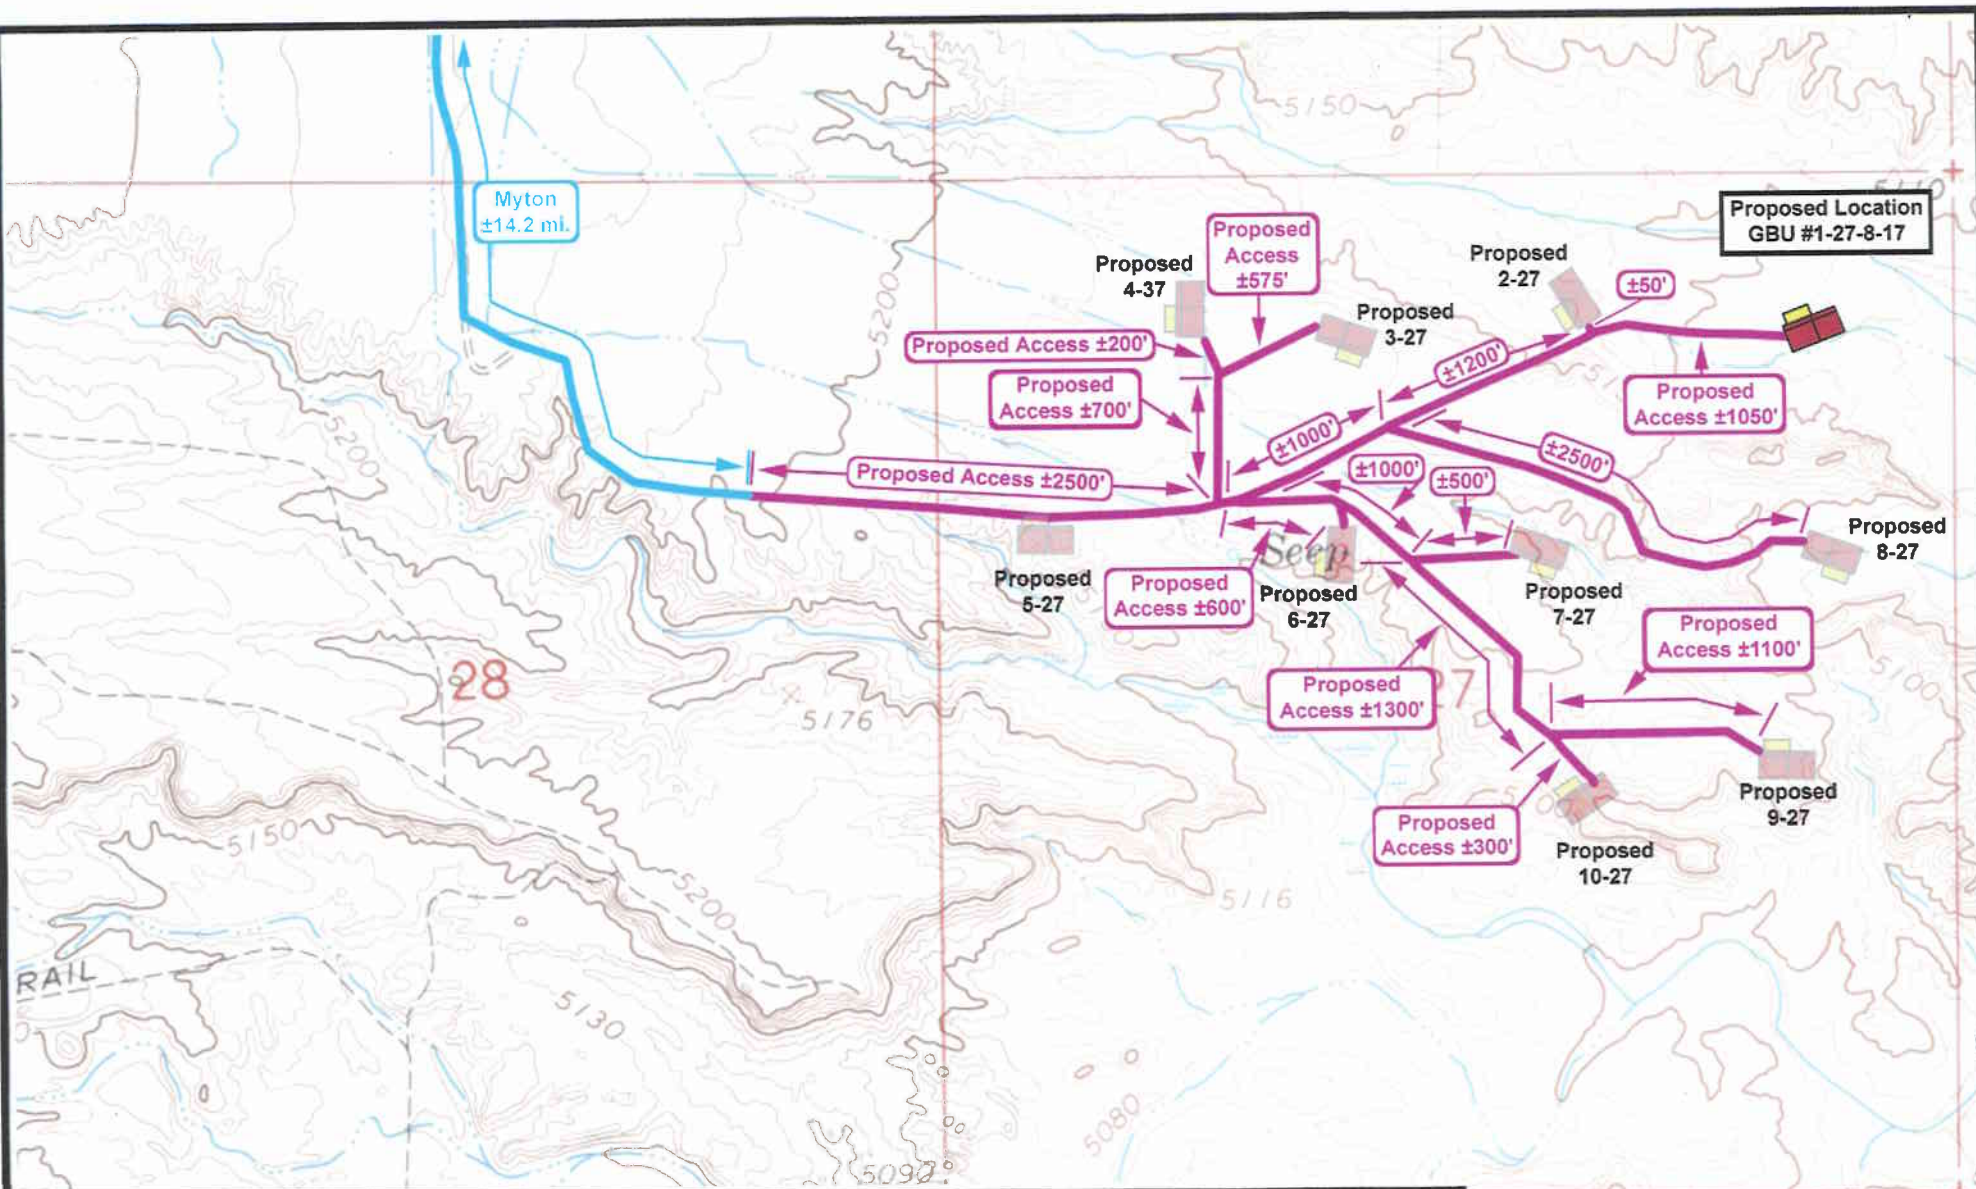 5150
5110
Myton
±14.2 mi.
Proposed Location
GBU #1-27-8-17
Proposed
Access
±575'
Proposed
4-37
Proposed
2-27
±50'
5200
Proposed
3-27
Proposed Access ±200'
±1200'
Proposed
Access ±700'
Proposed
Access ±1050'
5200
±1000'
±2500'
Proposed Access ±2500'
±1000'
±500'
Proposed
8-27
Seep
Proposed
5-27
Proposed
Access ±600'
Proposed
6-27
Proposed
7-27
Proposed
Access ±1100'
28
27
5100
Proposed
Access ±1300'
5176
Proposed
9-27
5150
Proposed
Access ±300'
Proposed
10-27
5200
5116
RAIL
5130
5080
5090